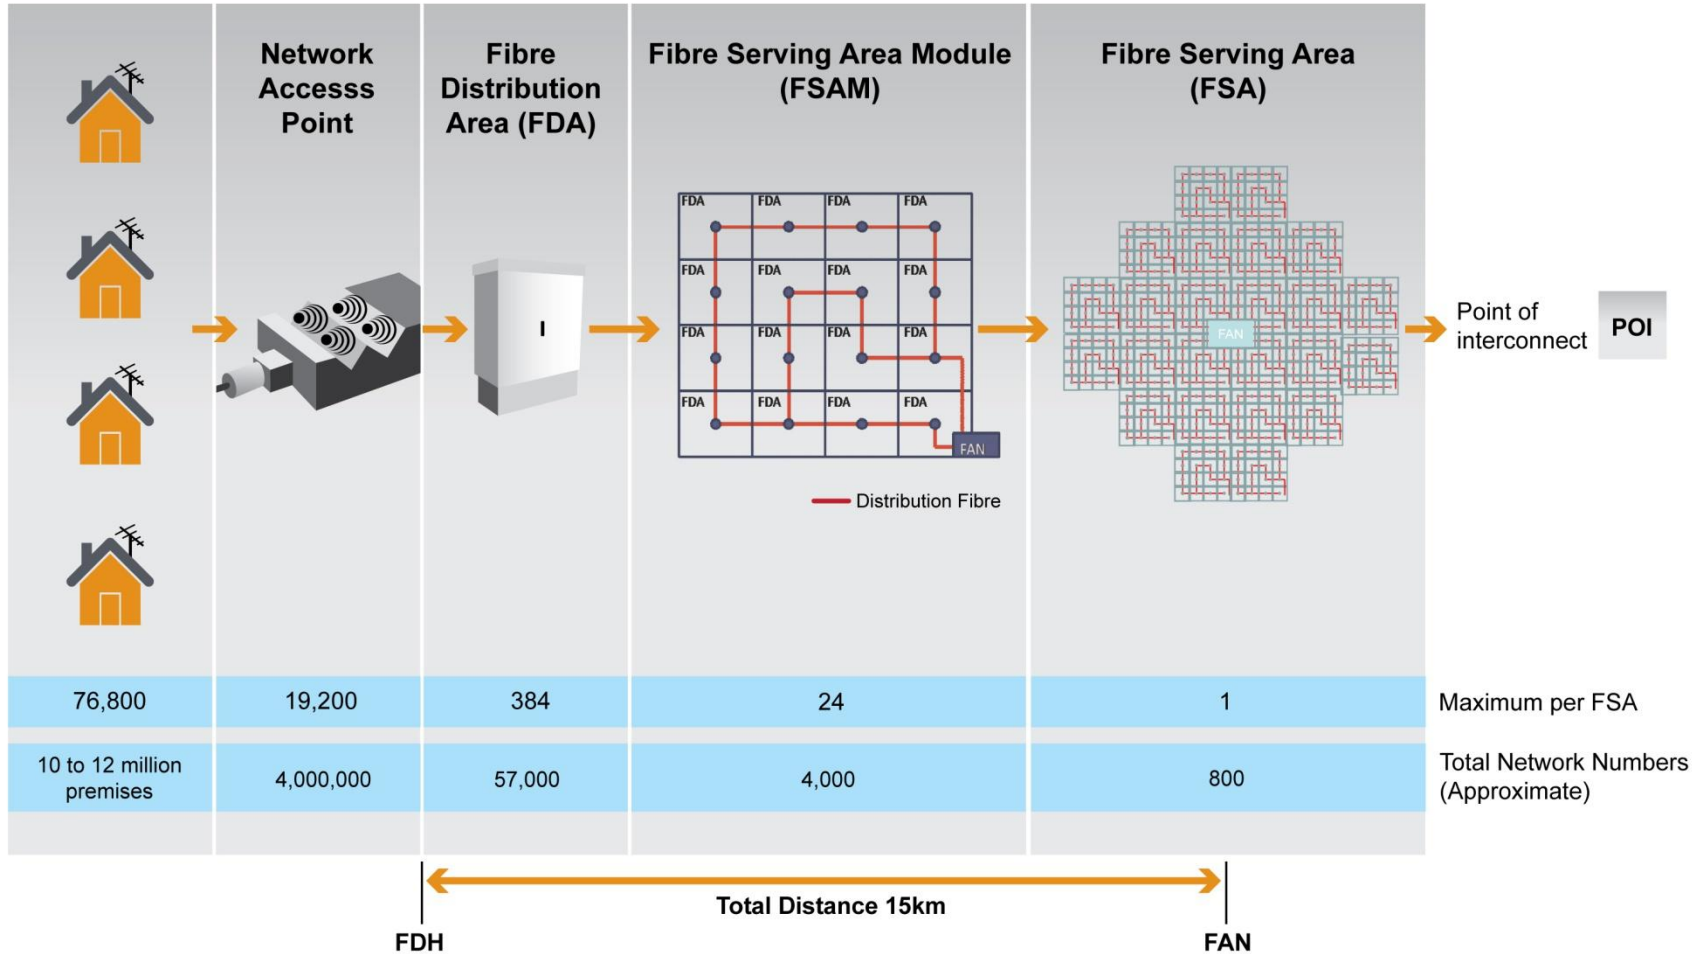 Network
Accesss
Point
Fibre
Distribution
Area (FDA)
Fibre Serving Area Module
(FSAM)
Fibre Serving Area
(FSA)
FDA FDA FDA FDA
FDA FDA FDA FDA
FDA FDA FDA FDA
FDA FDA FDA FDA
FAN
Distribution Fibre
FAN
Point of
interconnect
POI
76,800 19,200 384 24 1 Maximum per FSA
10 to 12 million
premises
4,000,000 57,000 4,000 800
Total Network Numbers
(Approximate)
Total Distance 15km
FDH FAN